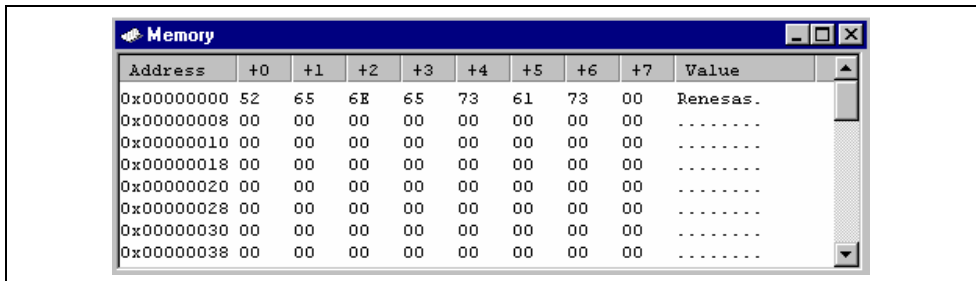 Memory
Address +0 +1 +2 +3 +4 +5 +6 +7 Value
0x00000000 52 65 6E 65 73 61 73 00 Renesas.
0x00000008 00 00 00 00 00 00 00 00 ........
0x00000010 00 00 00 00 00 00 00 00 ........
0x00000018 00 00 00 00 00 00 00 00 ........
0x00000020 00 00 00 00 00 00 00 00 ........
0x00000028 00 00 00 00 00 00 00 00 ........
0x00000030 00 00 00 00 00 00 00 00 ........
0x00000038 00 00 00 00 00 00 00 00 ........